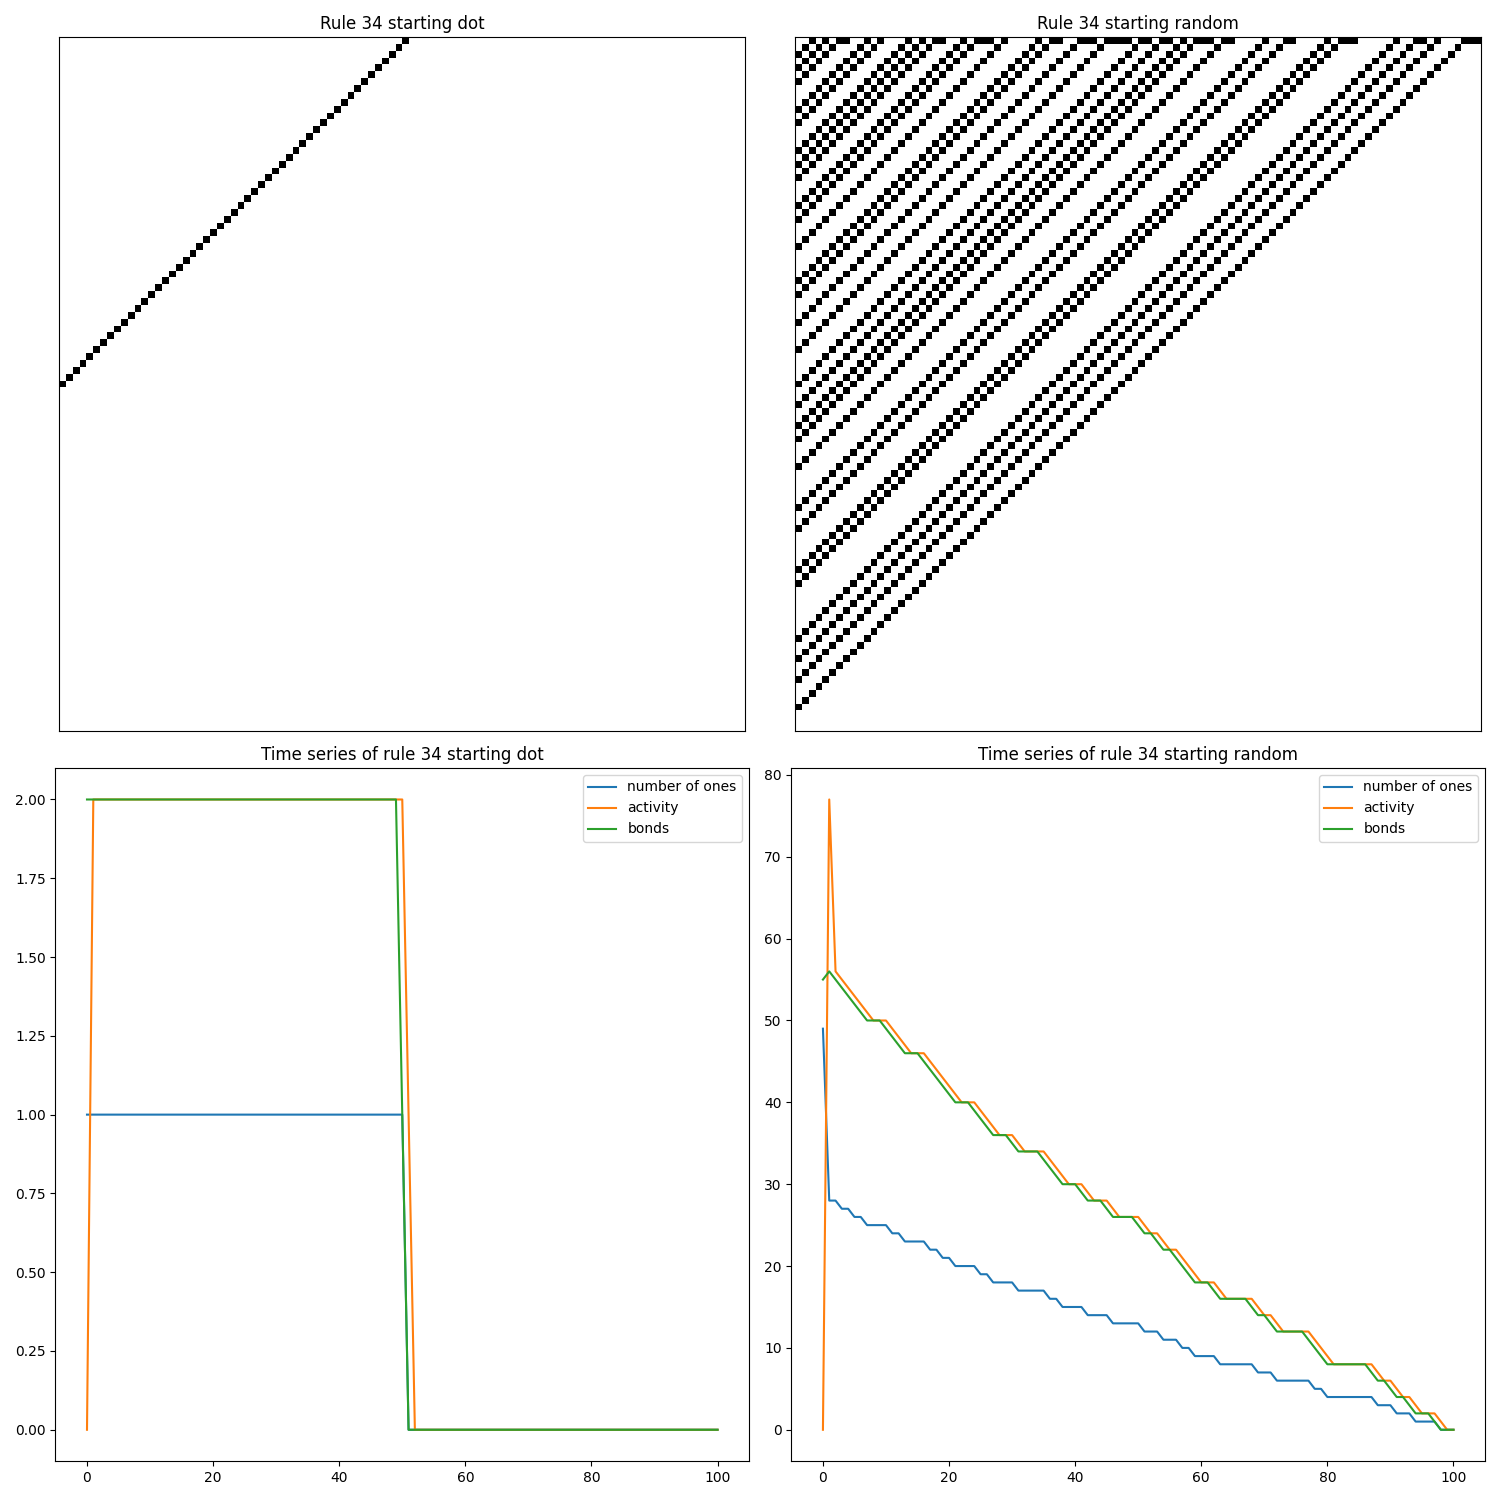 Rule 34 starting dot
Rule 34 starting random
Time series of rule 34 starting dot
2.00
1.75
1.50
1.25
1.00
0.75
0.50
0.25
0.00
0 20 40 60 80 100
number of ones
activity
bonds
Time series of rule 34 starting random
80
70
60
50
40
30
20
10
0
0 20 40 60 80 100
number of ones
activity
bonds